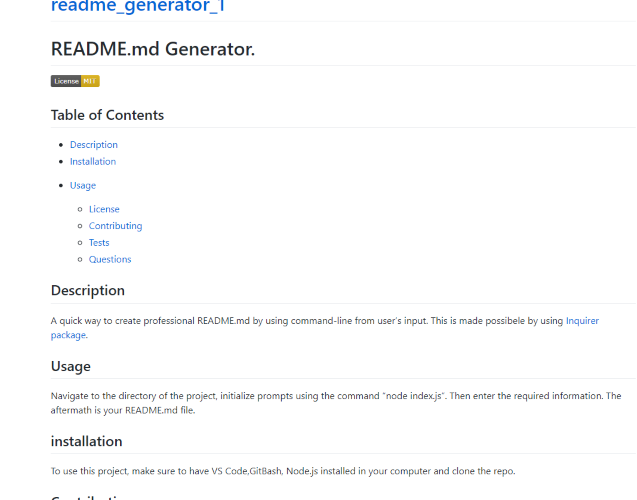 readme_generator_1
README.md Generator.
License MIT
Table of Contents
Description
Installation
Usage
License
Contributing
Tests
Questions
Description
A quick way to create professional README.md by using command-line from user's input. This is made possibele by using Inquirer
package.
Usage
Navigate to the directory of the project, initialize prompts using the command "node index.js". Then enter the required information. The
aftermath is your README.md file.
installation
To use this project, make sure to have VS Code,GitBash, Node.js installed in your computer and clone the repo.